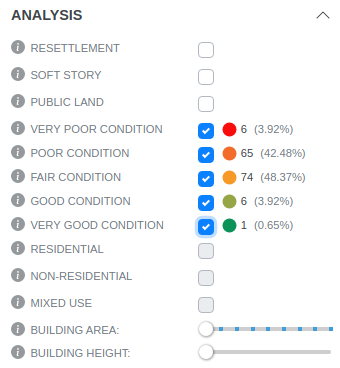 ANALYSIS
i RESETTLEMENT
i SOFT STORY
i PUBLIC LAND
i VERY POOR CONDITION 6 (3.92%)
i POOR CONDITION 65 (42.48%)
i FAIR CONDITION 74 (48.37%)
i GOOD CONDITION 6 (3.92%)
i VERY GOOD CONDITION 1 (0.65%)
i RESIDENTIAL
i NON-RESIDENTIAL
i MIXED USE
i BUILDING AREA:
i BUILDING HEIGHT: